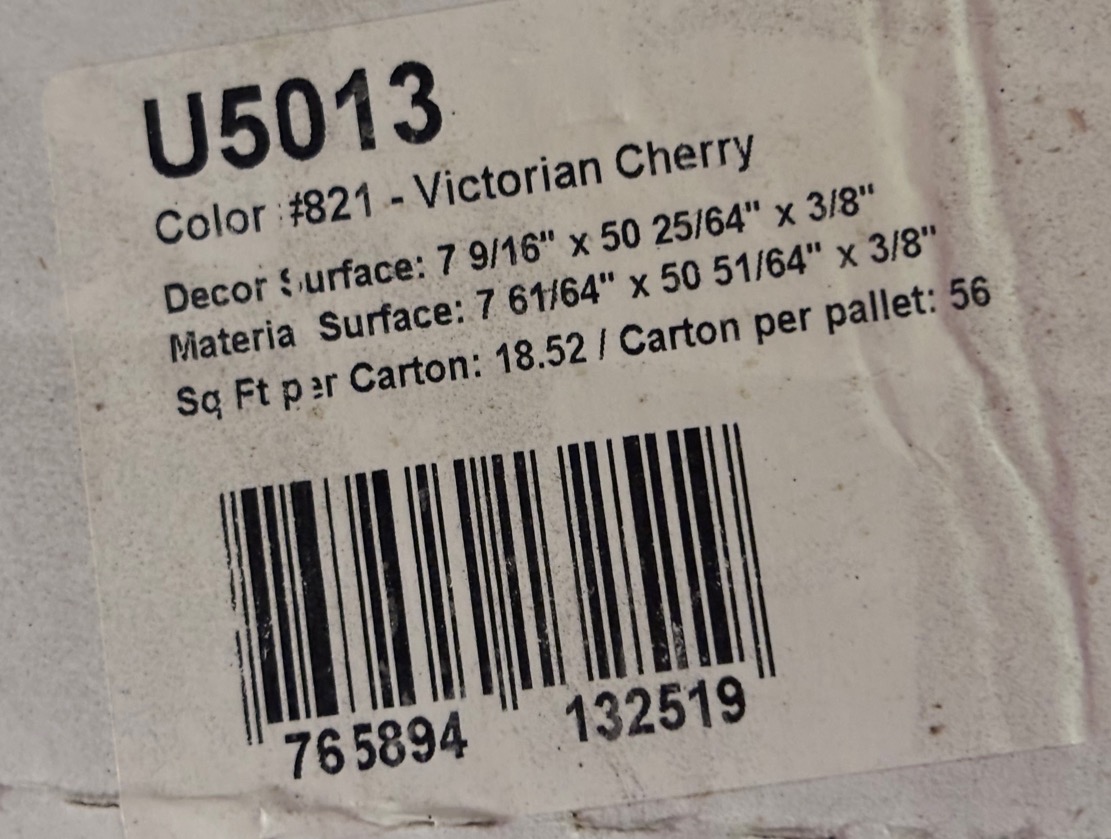 U5013
Color #821 - Victorian Cherry
Decor Surface: 7 9/16" x 50 25/64" x 3/8"
Material Surface: 7 61/64" x 50 51/64" x 3/8"
Sq Ft per Carton: 18.52 / Carton per pallet: 56
765894 132519